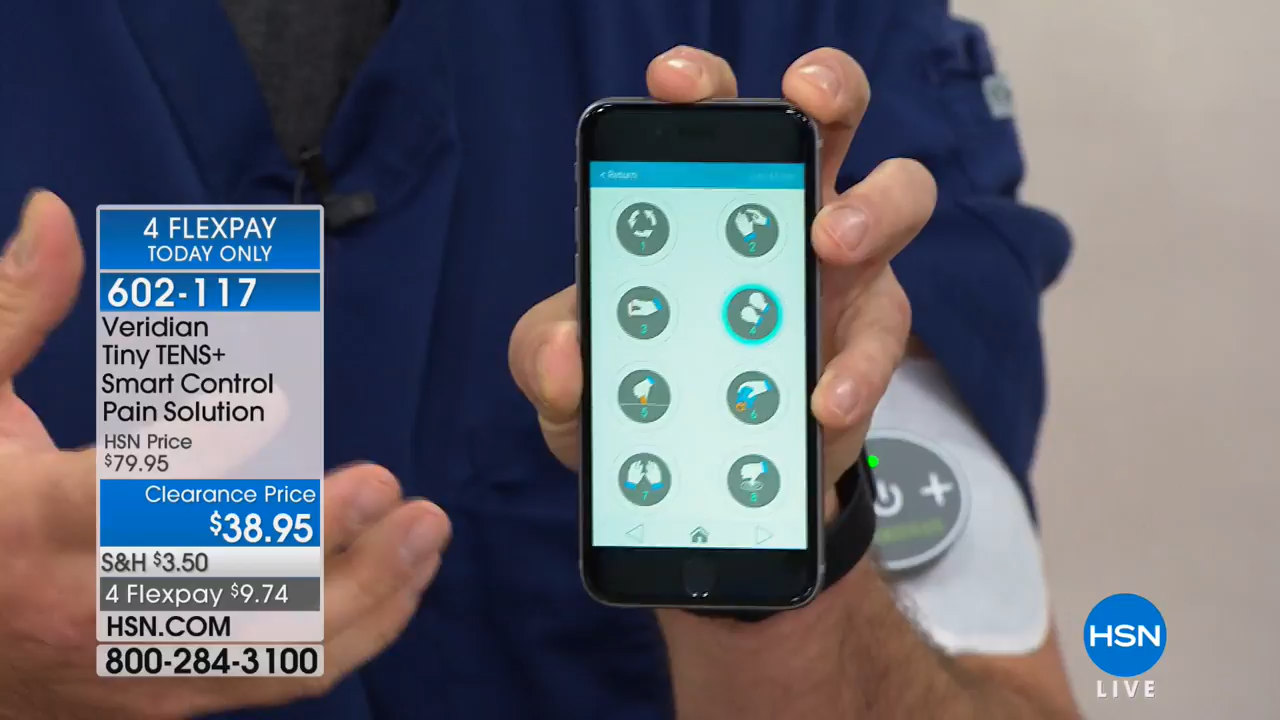 4 FLEXPAY
TODAY ONLY
602-117
Veridian
Tiny TENS+
Smart Control
Pain Solution
HSN Price
$79.95
Clearance Price
$38.95
S&H $3.50
4 Flexpay $9.74
HSN.COM
800-284-3100
< Return
1
2
3
4
5
6
7
8
HSN
LIVE